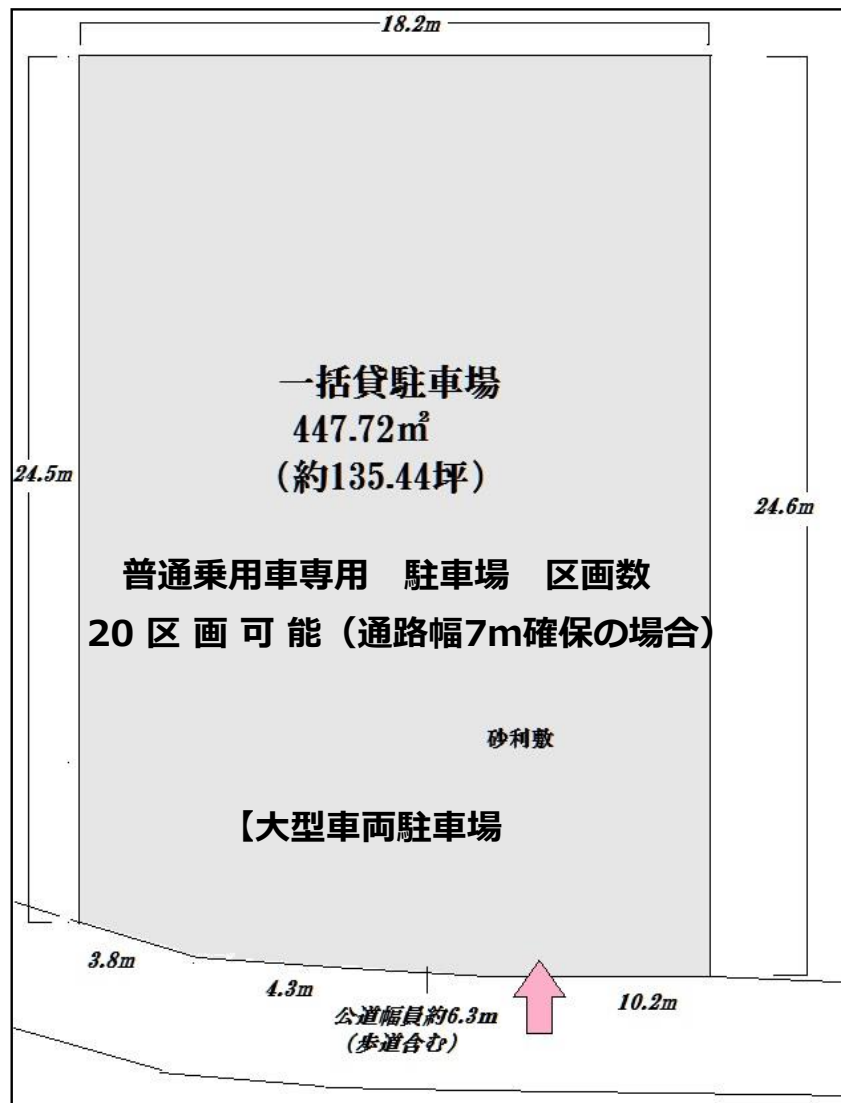 18.2m
一括貸駐車場
447.72㎡
(約135.44坪)
24.5m
24.6m
普通乗用車専用 駐車場 区画数
20 区 画 可 能（通路幅7m確保の場合）
砂利敷
【大型車両駐車場
3.8m
4.3m
10.2m
公道幅員約6.3m
(歩道含む)